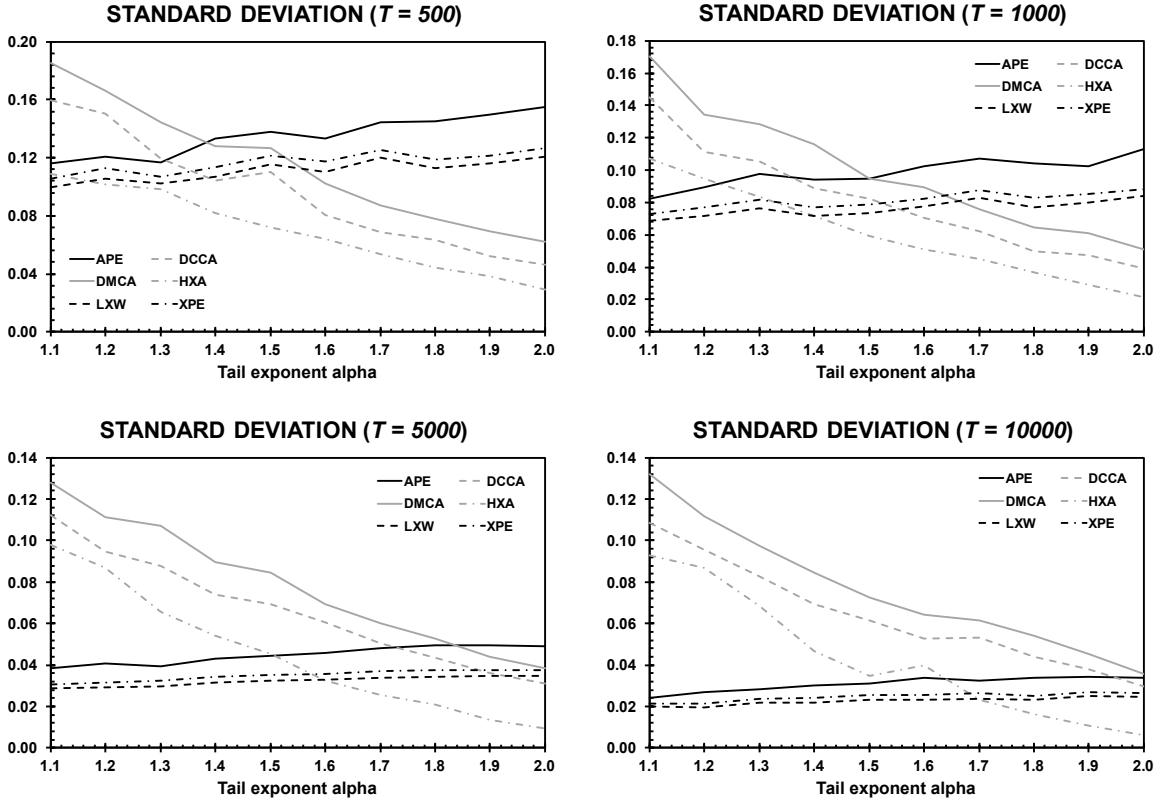 STANDARD DEVIATION (T = 500)
0.20
0.16
0.12
0.08
0.04
0.00
APE
DCCA
DMCA
HXA
LXW
XPE
1.1 1.2 1.3 1.4 1.5 1.6 1.7 1.8 1.9 2.0
Tail exponent alpha
STANDARD DEVIATION (T = 1000)
0.18
0.16
0.14
0.12
0.10
0.08
0.06
0.04
0.02
0.00
APE
DCCA
DMCA
HXA
LXW
XPE
1.1 1.2 1.3 1.4 1.5 1.6 1.7 1.8 1.9 2.0
Tail exponent alpha
STANDARD DEVIATION (T = 5000)
0.14
0.12
0.10
0.08
0.06
0.04
0.02
0.00
APE
DCCA
DMCA
HXA
LXW
XPE
1.1 1.2 1.3 1.4 1.5 1.6 1.7 1.8 1.9 2.0
Tail exponent alpha
STANDARD DEVIATION (T = 10000)
0.14
0.12
0.10
0.08
0.06
0.04
0.02
0.00
APE
DCCA
DMCA
HXA
LXW
XPE
1.1 1.2 1.3 1.4 1.5 1.6 1.7 1.8 1.9 2.0
Tail exponent alpha